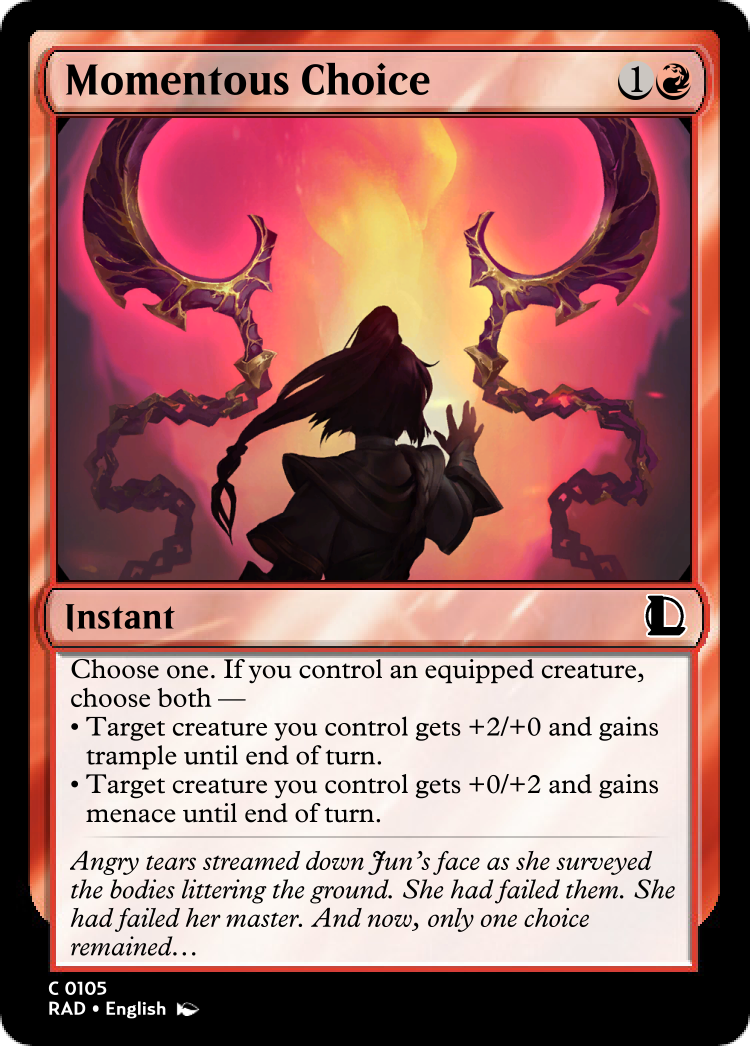 Momentous Choice 1
Instant
Choose one. If you control an equipped creature,
choose both —
• Target creature you control gets +2/+0 and gains
trample until end of turn.
• Target creature you control gets +0/+2 and gains
menace until end of turn.
Angry tears streamed down Jun's face as she surveyed
the bodies littering the ground. She had failed them. She
had failed her master. And now, only one choice
remained…
C 0105
RAD • English